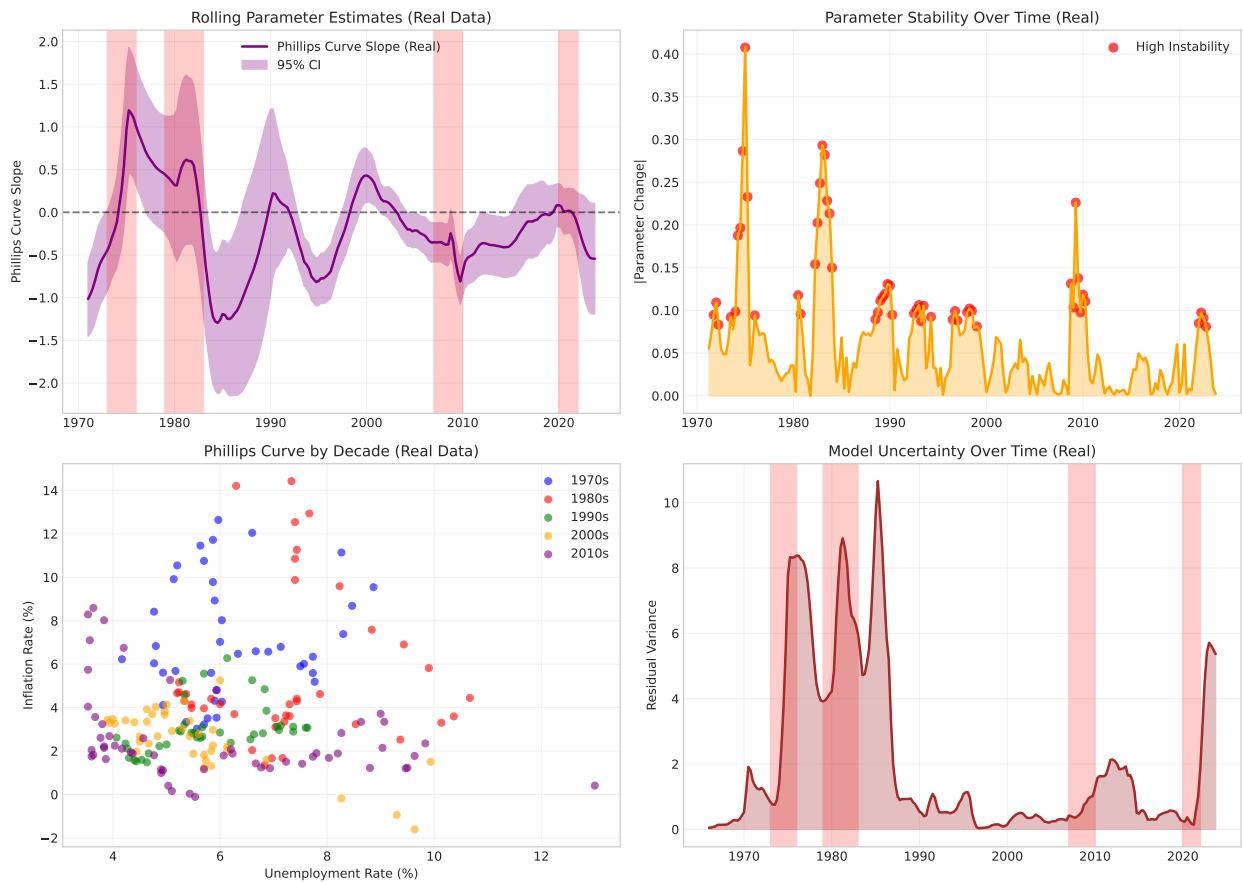 Rolling Parameter Estimates (Real Data)
Phillips Curve Slope (Real)
95% CI
Phillips Curve Slope
2.0
1.5
1.0
0.5
0.0
−0.5
−1.0
−1.5
−2.0
1970 1980 1990 2000 2010 2020
Parameter Stability Over Time (Real)
High Instability
|Parameter Change|
0.40
0.35
0.30
0.25
0.20
0.15
0.10
0.05
0.00
1970 1980 1990 2000 2010 2020
Phillips Curve by Decade (Real Data)
1970s
1980s
1990s
2000s
2010s
Inflation Rate (%)
14
12
10
8
6
4
2
0
−2
4 6 8 10 12
Unemployment Rate (%)
Model Uncertainty Over Time (Real)
Residual Variance
10
8
6
4
2
0
1970 1980 1990 2000 2010 2020